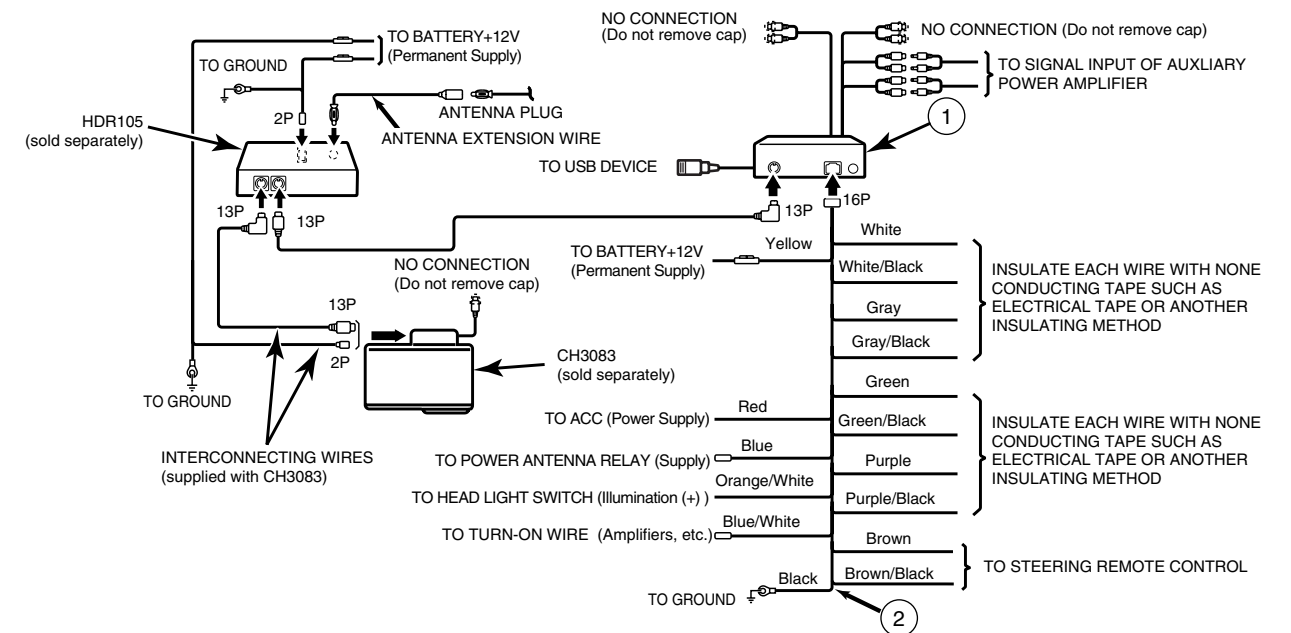 NO CONNECTION
(Do not remove cap)
NO CONNECTION (Do not remove cap)
TO BATTERY+12V
(Permanent Supply)
TO GROUND
TO SIGNAL INPUT OF AUXLIARY
POWER AMPLIFIER
ANTENNA PLUG
2P
HDR105
(sold separately)
ANTENNA EXTENSION WIRE
1
TO USB DEVICE
13P
13P
13P
16P
White
Yellow
TO BATTERY+12V
(Permanent Supply)
White/Black
INSULATE EACH WIRE WITH NONE
CONDUCTING TAPE SUCH AS
ELECTRICAL TAPE OR ANOTHER
INSULATING METHOD
NO CONNECTION
(Do not remove cap)
Gray
13P
Gray/Black
2P
CH3083
(sold separately)
Green
TO GROUND
Red
TO ACC (Power Supply)
Green/Black
INSULATE EACH WIRE WITH NONE
CONDUCTING TAPE SUCH AS
ELECTRICAL TAPE OR ANOTHER
INSULATING METHOD
Blue
TO POWER ANTENNA RELAY (Supply)
Purple
INTERCONNECTING WIRES
(supplied with CH3083)
Orange/White
TO HEAD LIGHT SWITCH (Illumination (+) )
Purple/Black
Blue/White
TO TURN-ON WIRE (Amplifiers, etc.)
Brown
TO STEERING REMOTE CONTROL
Brown/Black
Black
TO GROUND
2